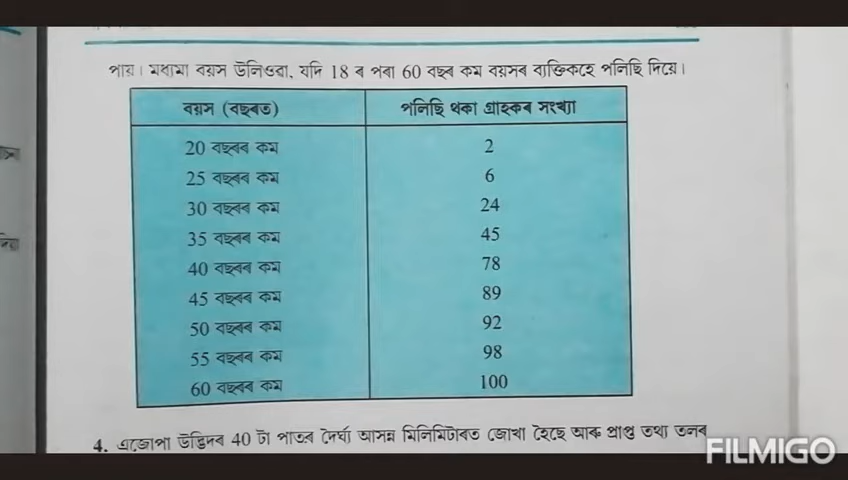 পায়। মধ্যমা বয়স উলিওৱা, যদি 18 ৰ পৰা 60 বছৰ কম বয়সৰ ব্যক্তিকহে পলিছি দিয়ে।
বয়স (বছৰত) পলিছি থকা গ্ৰাহকৰ সংখ্যা
20 বছৰৰ কম 2
25 বছৰৰ কম 6
30 বছৰৰ কম 24
35 বছৰৰ কম 45
40 বছৰৰ কম 78
45 বছৰৰ কম 89
50 বছৰৰ কম 92
55 বছৰৰ কম 98
60 বছৰৰ কম 100
4. এজোপা উদ্ভিদৰ 40 টা পাতৰ দৈৰ্ঘ্য আসন্ন মিলিমিটাৰত জোখা হৈছে আৰু প্ৰাপ্ত তথ্য তলৰ
FILMIGO